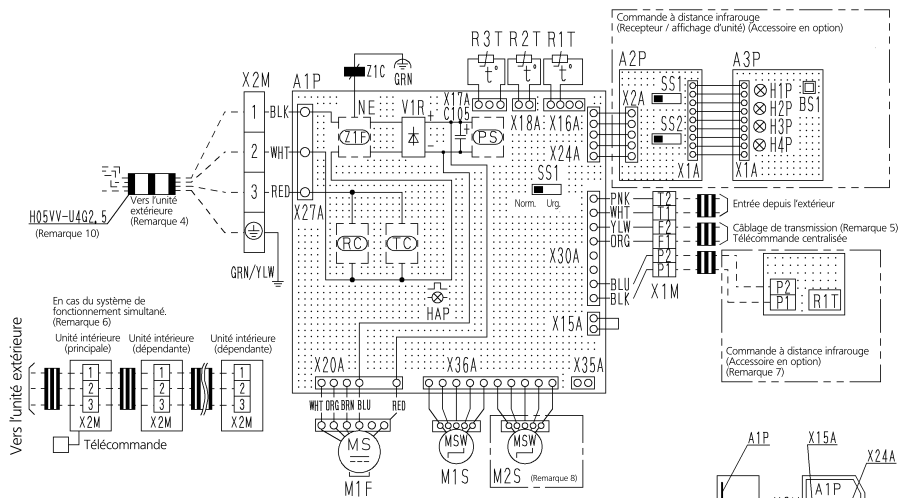 Commande à distance infrarouge
(Recepteur / affichage d'unité) (Accessoire en option)
R3T R2T R1T
t° t° t°
A2P A3P
Z1C GRN
X2M A1P
X17A
C105
X18A X16A
X2A
SS1
H1P
BS1
H2P
H3P
H4P
SS2
X1A X1A
NE V1R
Z1F
PS
X24A
1 BLK
2 WHT
3 RED
X27A
SS1
Norm. Urg.
Vers l'unité
extérieure
(Remarque 4)
H05VV-U4G2,5
(Remarque 10)
GRN/YLW
RC TC
HAP
X30A
PNK T2
WHT T1
YLW F2
ORG F1
P2
P1
BLU
BLK
X1M
Entrée depuis l'extérieur
Câblage de transmission (Remarque 5)
Télécommande centralisée
P2
P1
R1T
X15A
Commande à distance infrarouge
(Accessoire en option)
(Remarque 7)
En cas du système de
fonctionnement simultané.
(Remarque 6)
Vers l'unité extérieure
Unité intérieure
(principale)
Unité intérieure
(dépendante)
Unité intérieure
(dépendante)
1 1 1
2 2 2
3 3 3
X2M X2M X2M
Télécommande
X20A X36A X35A
WHT ORG BRN BLU RED
MS
M1F
MSW
M1S
MSW
M2S (Remarque 8)
A1P X15A
X24A
A1P